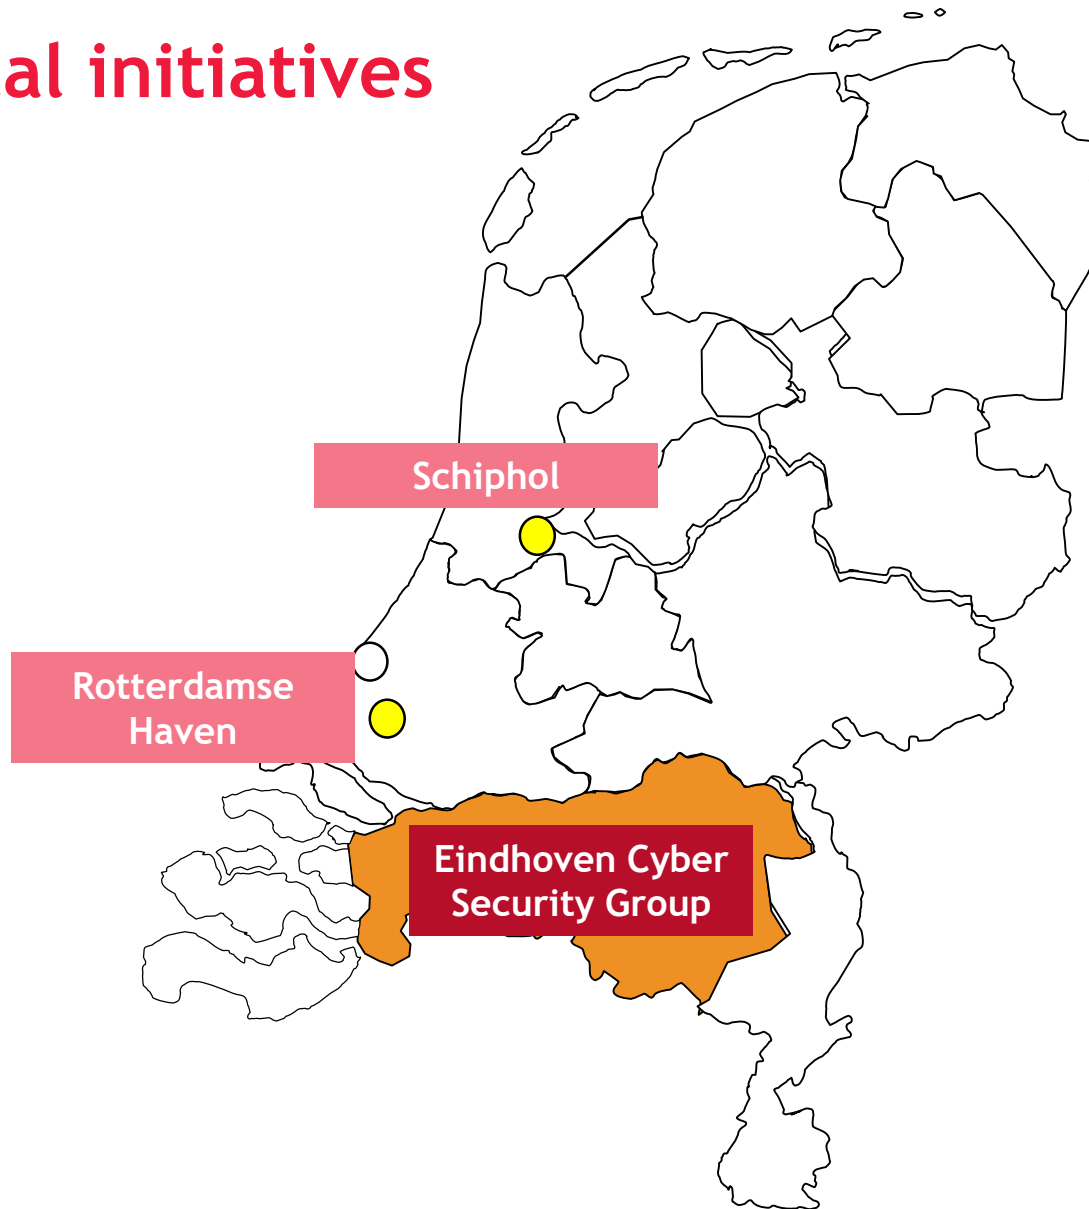 al initiatives
Schiphol
Rotterdamse
Haven
Eindhoven Cyber
Security Group